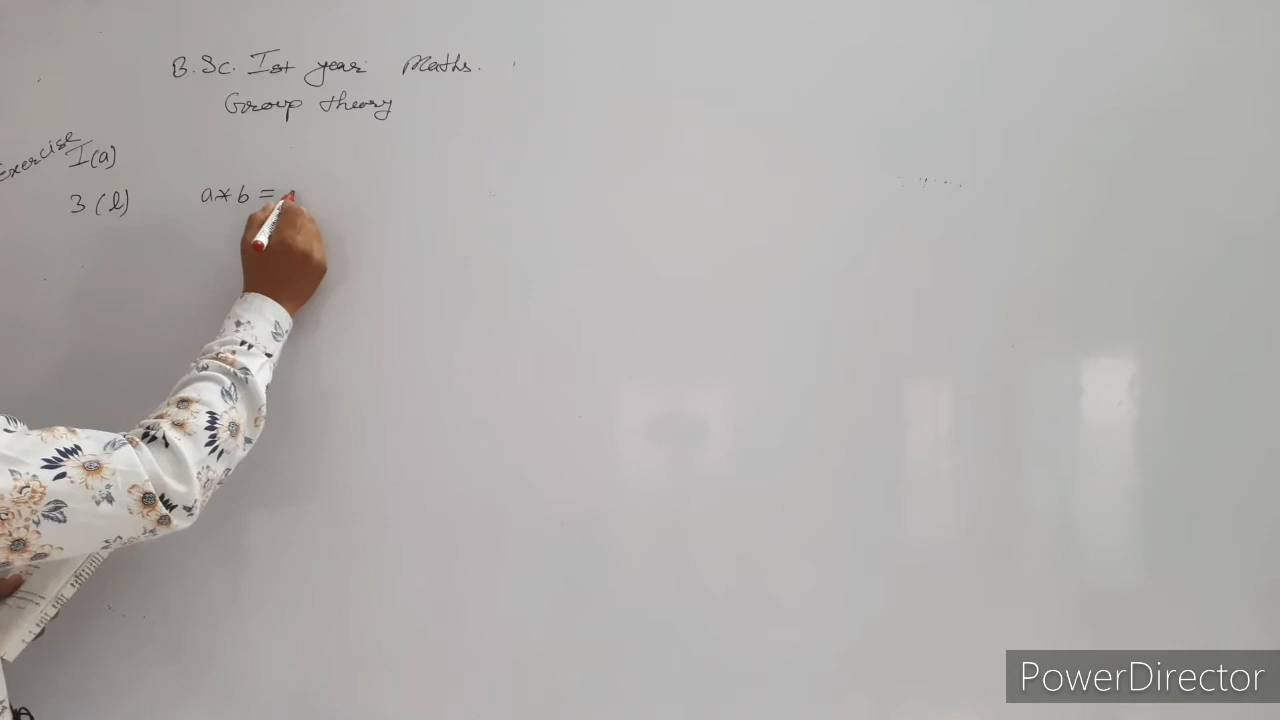 B.Sc. Ist year Maths.
Group theory
Exercise I(a)
3 (l) a*b =
PowerDirector